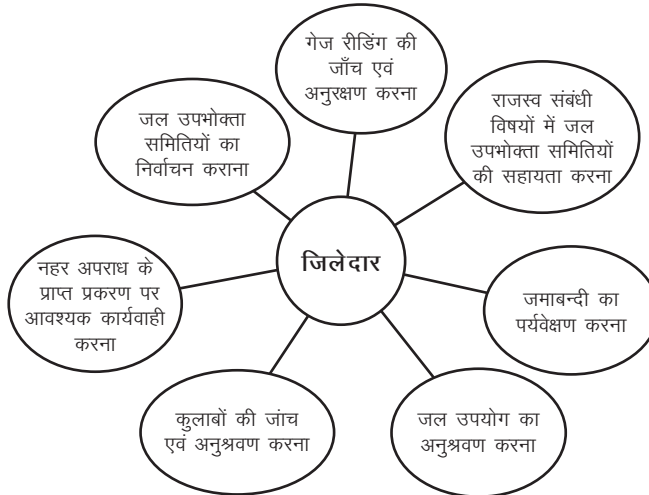 गेज रीडिंग की
जाँच एवं
अनुरक्षण करना
राजस्व संबंधी
विषयों में जल
उपभोक्ता समितियों
की सहायता करना
जल उपभोक्ता
समितियों का
निर्वाचन कराना
जिलेदार
नहर अपराध के
प्राप्त प्रकरण पर
आवश्यक कार्यवाही
करना
जमाबन्दी का
पर्यवेक्षण करना
कुलाबों की जांच
एवं अनुश्रवण करना
जल उपयोग का
अनुश्रवण करना